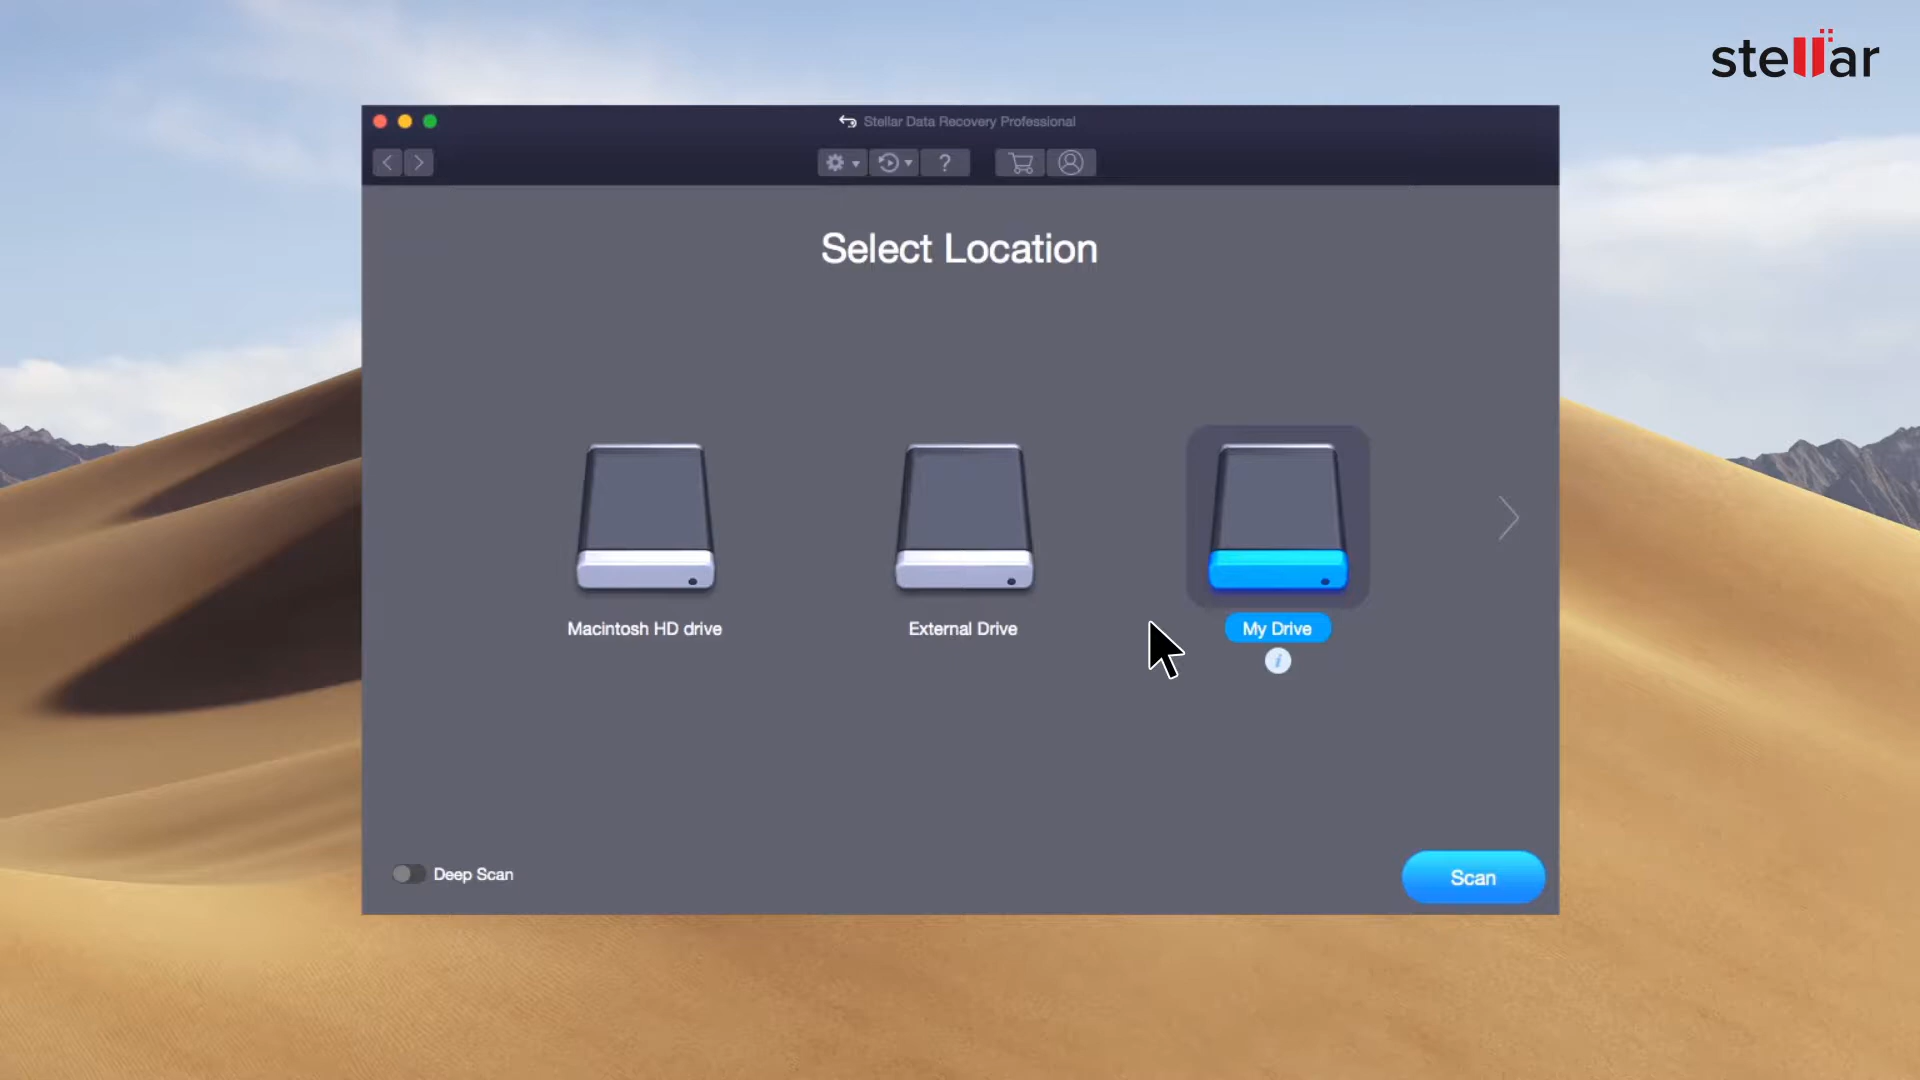 stellar
Stellar Data Recovery Professional
?
Select Location
Macintosh HD drive
External Drive
My Drive
i
Deep Scan
Scan